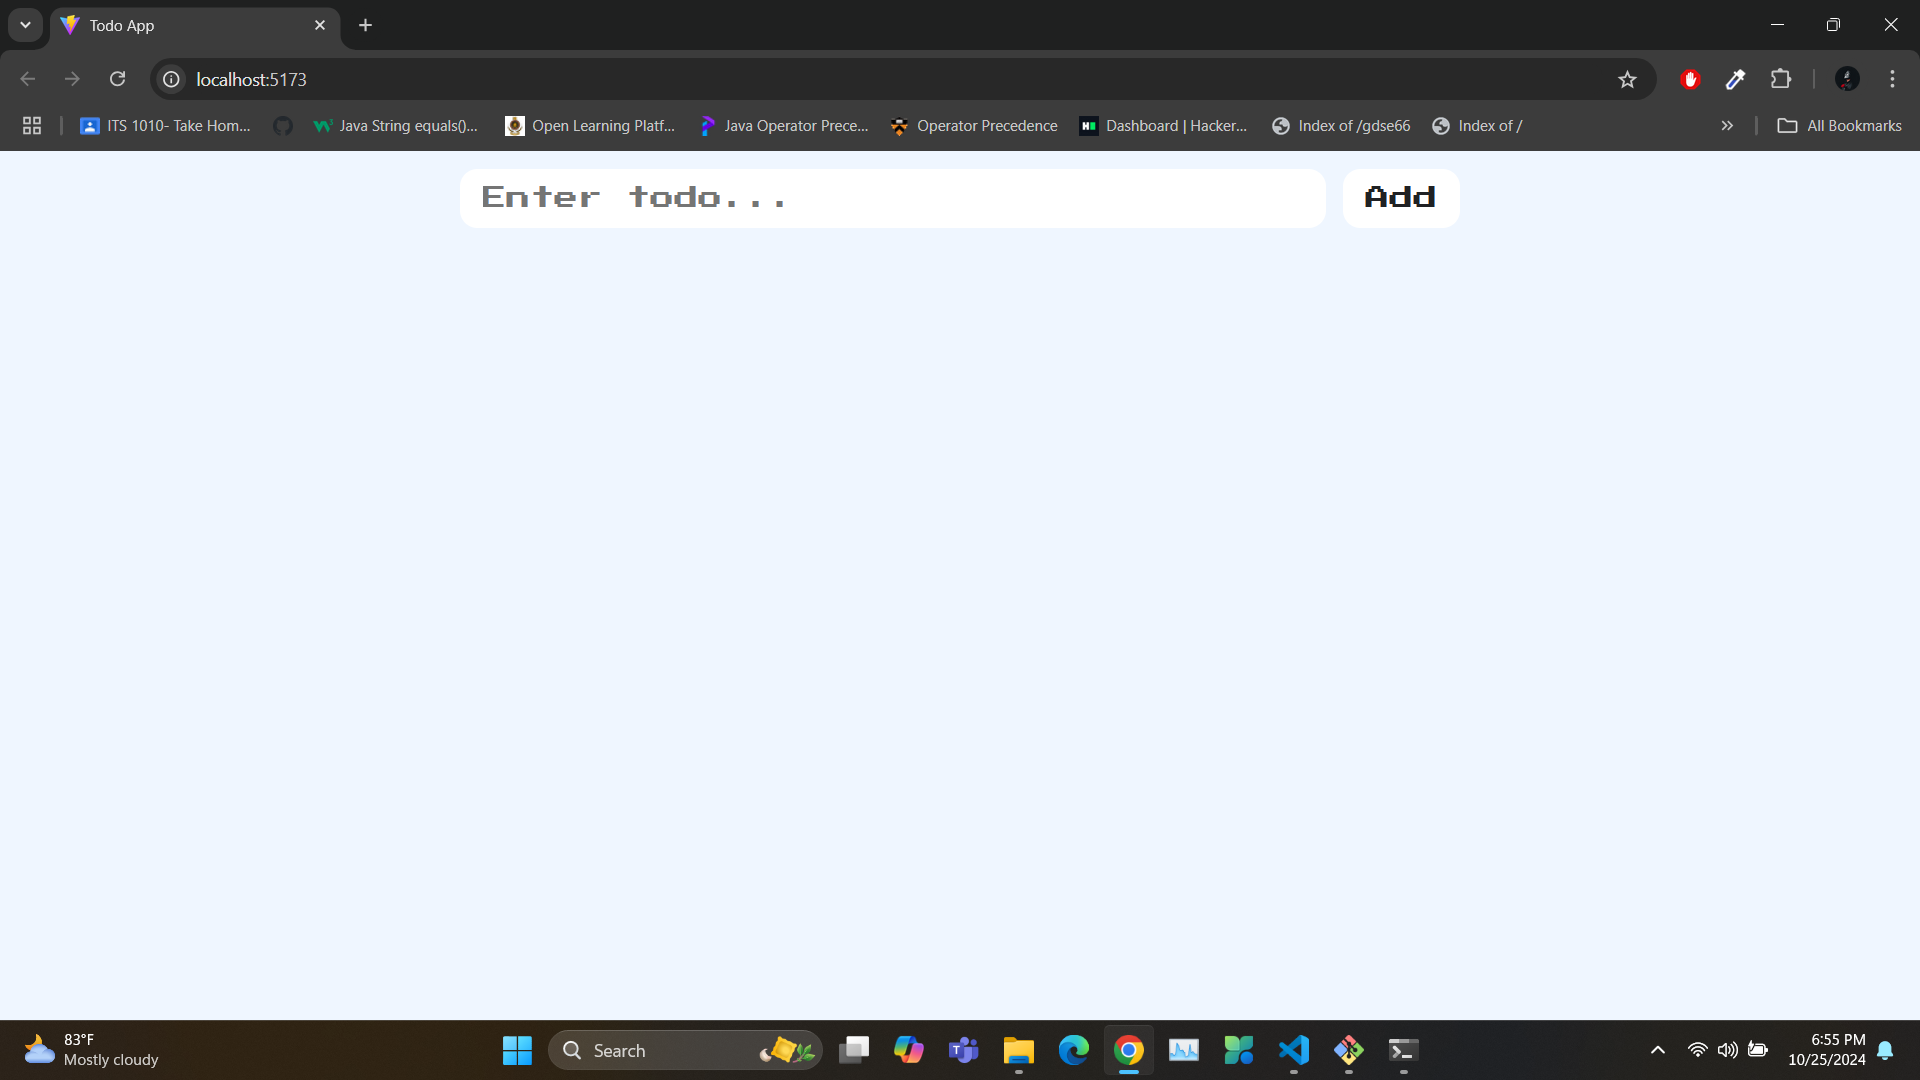 Todo App
localhost:5173
ITS 1010- Take Hom...
Java String equals()...
Open Learning Platf...
Java Operator Prece...
Operator Precedence
Dashboard | Hacker...
Index of /gdse66
Index of /
All Bookmarks
Enter todo...
Add
83°F
Mostly cloudy
Search
6:55 PM
10/25/2024